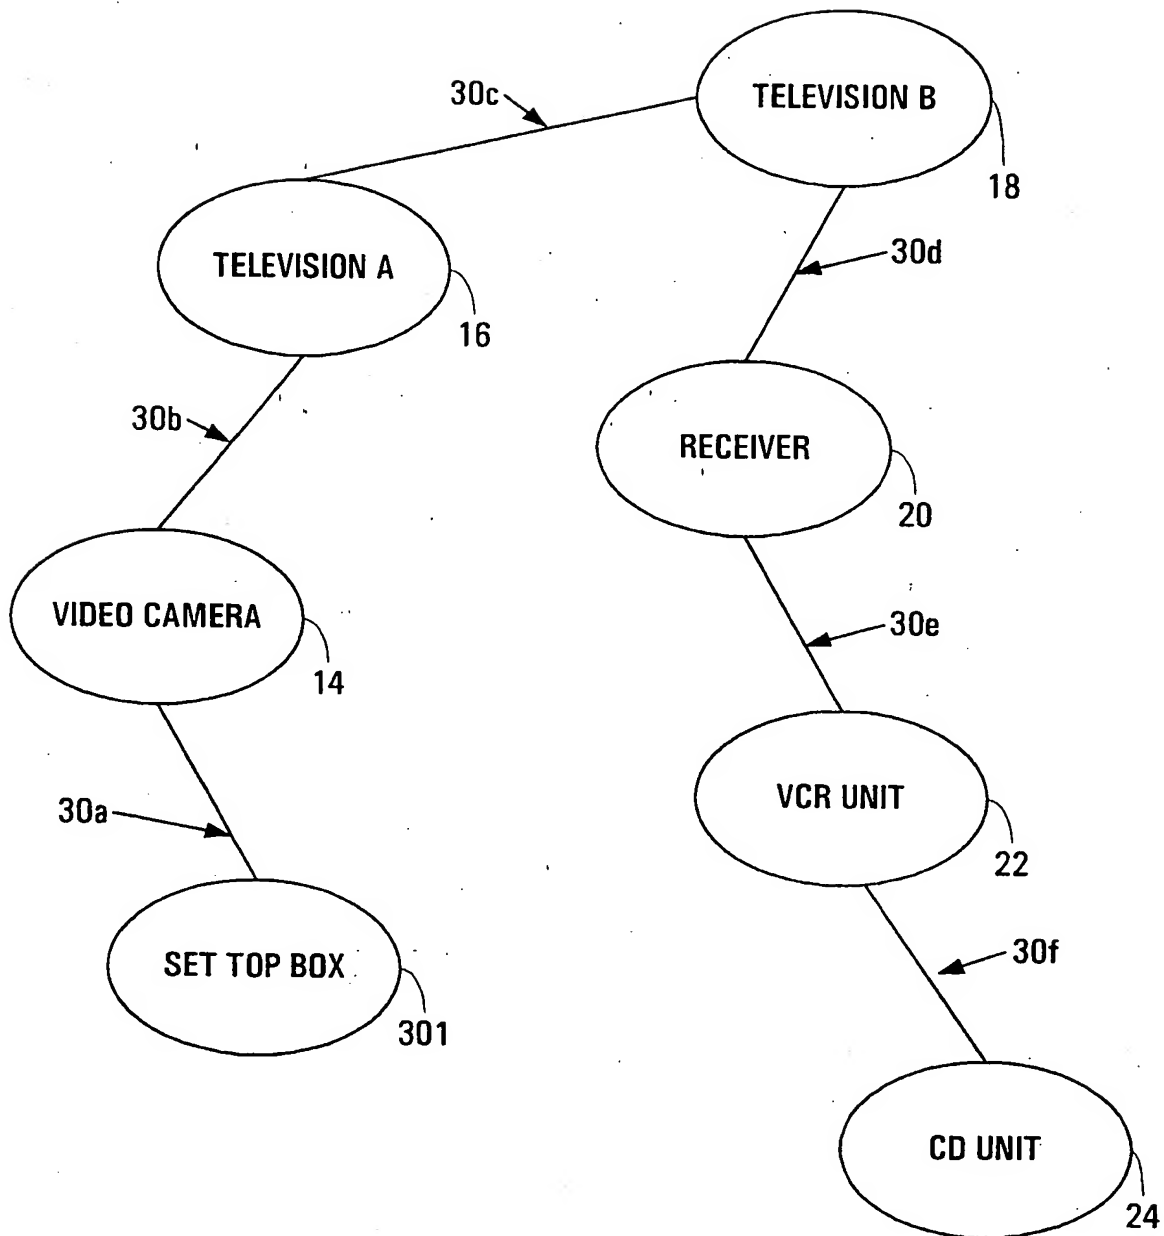 30c
TELEVISION B
18
TELEVISION A
16
30d
30b
RECEIVER
20
VIDEO CAMERA
14
30e
30a
VCR UNIT
22
SET TOP BOX
301
30f
CD UNIT
24